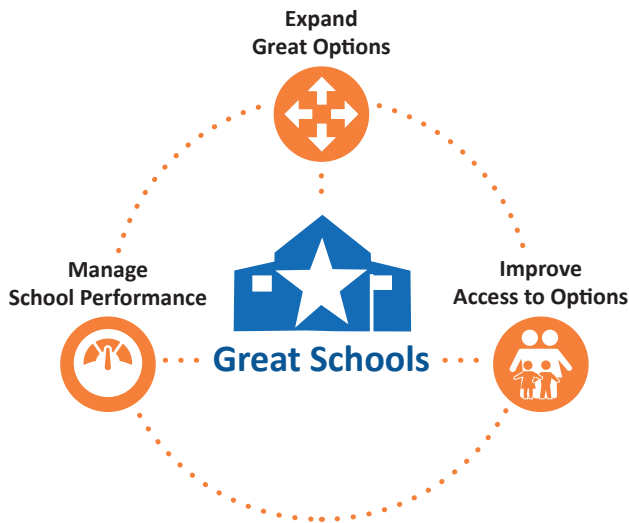 Expand
Great Options
Manage
School Performance
Improve
Access to Options
Great Schools